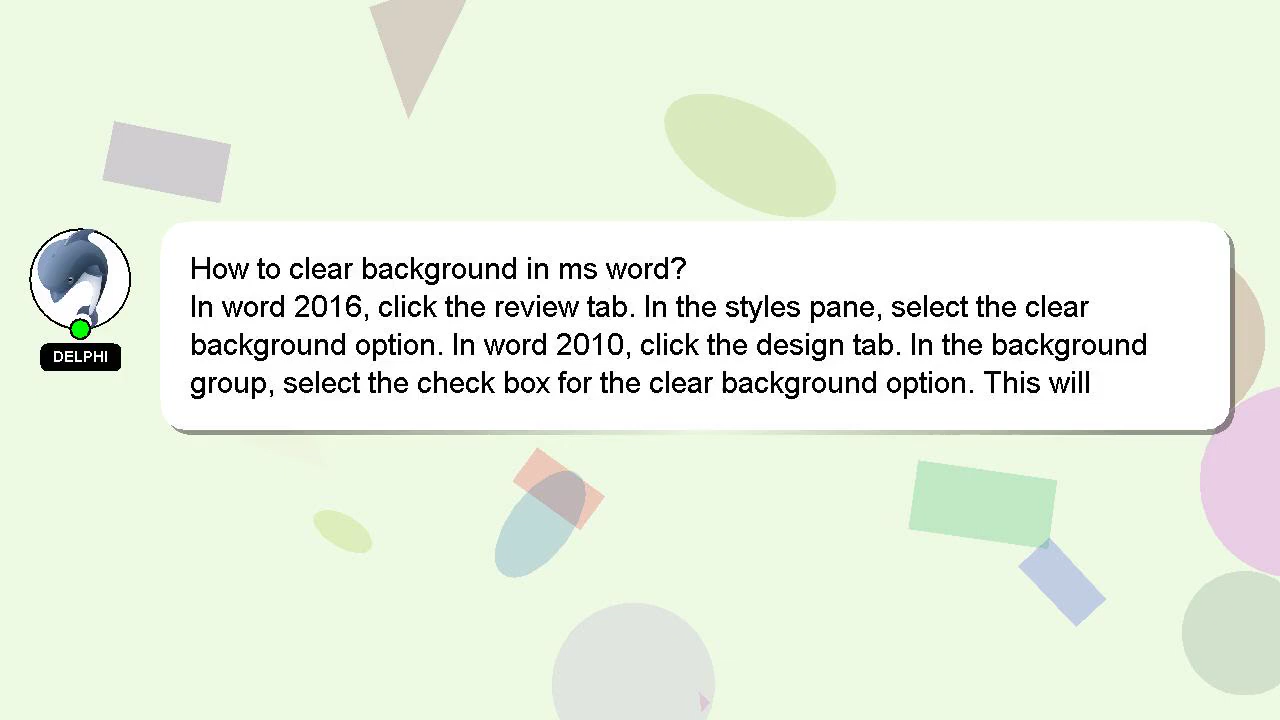 How to clear background in ms word?
In word 2016, click the review tab. In the styles pane, select the clear
background option. In word 2010, click the design tab. In the background
group, select the check box for the clear background option. This will
DELPHI